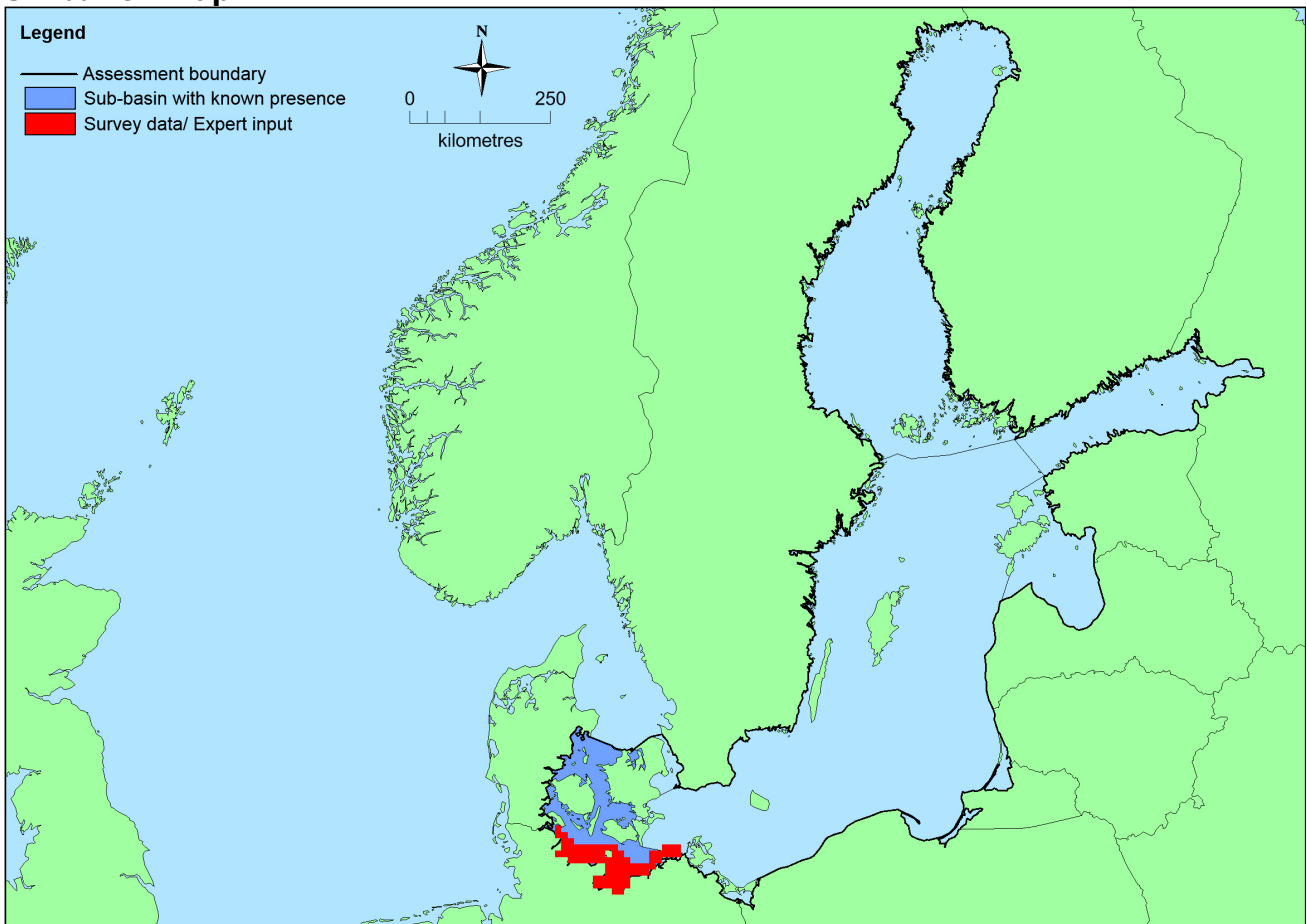 Legend
N
Assessment boundary
Sub-basin with known presence
Survey data/ Expert input
0 250
kilometres